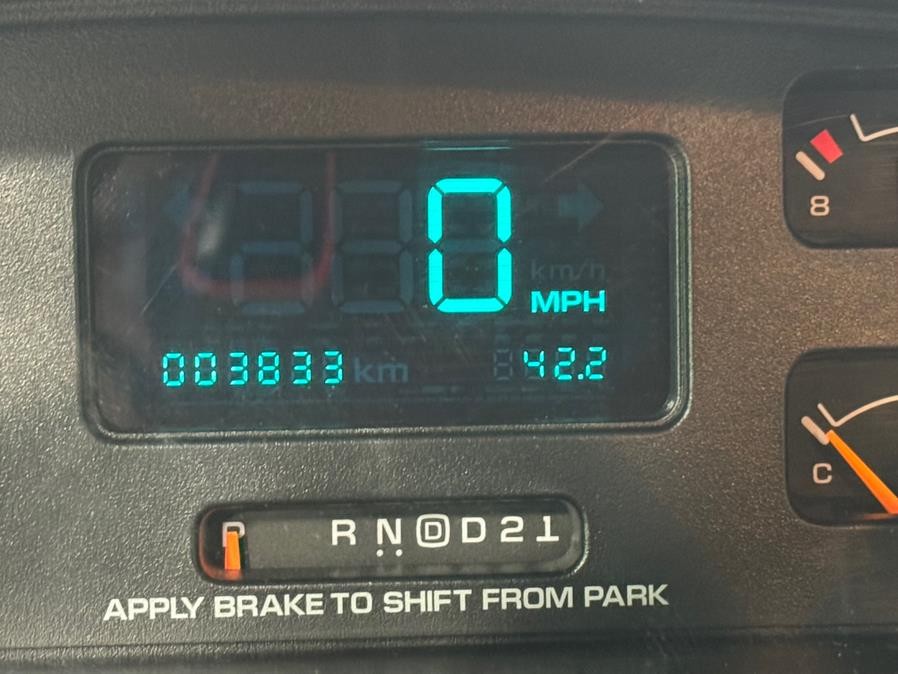 0
km/h
MPH
003833 km 42.2
8
C
P R N D D 2 1
APPLY BRAKE TO SHIFT FROM PARK